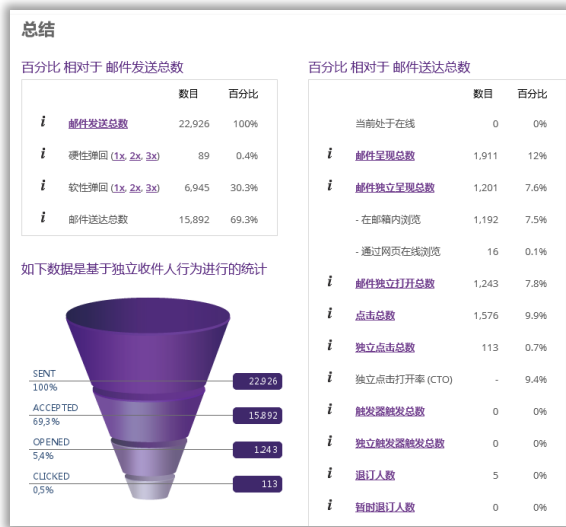 总结
百分比 相对于 邮件发送总数
数目 百分比
i 邮件发送总数 22,926 100%
i 硬性弹回 (1x, 2x, 3x) 89 0.4%
i 软性弹回 (1x, 2x, 3x) 6,945 30.3%
i 邮件送达总数 15,892 69.3%
如下数据是基于独立收件人行为进行的统计
SENT
100%
22.926
ACCEPTED
69,3%
15.892
OPENED
5,4%
1.243
CLICKED
0,5%
113
百分比 相对于 邮件送达总数
数目 百分比
当前处于在线 0 0%
i 邮件呈现总数 1,911 12%
i 邮件独立呈现总数 1,201 7.6%
- 在邮箱内浏览 1,192 7.5%
- 通过网页在线浏览 16 0.1%
i 邮件独立打开总数 1,243 7.8%
i 点击总数 1,576 9.9%
i 独立点击总数 113 0.7%
i 独立点击打开率 (CTO) - 9.4%
i 触发器触发总数 0 0%
i 独立触发器触发总数 0 0%
i 退订人数 5 0%
i 暂时退订人数 0 0%